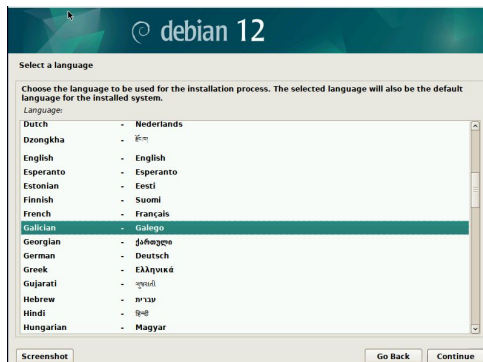 debian 12
Select a language
Choose the language to be used for the installation process. The selected language will also be the default
language for the installed system.
Language:
Dutch - Nederlands
Dzongkha - རྫོང་ཁ།
English - English
Esperanto - Esperanto
Estonian - Eesti
Finnish - Suomi
French - Français
Galician - Galego
Georgian - ქართული
German - Deutsch
Greek - Ελληνικά
Gujarati - ગુજરાતી
Hebrew - עברית
Hindi - हिन्दी
Hungarian - Magyar
Screenshot Go Back Continue